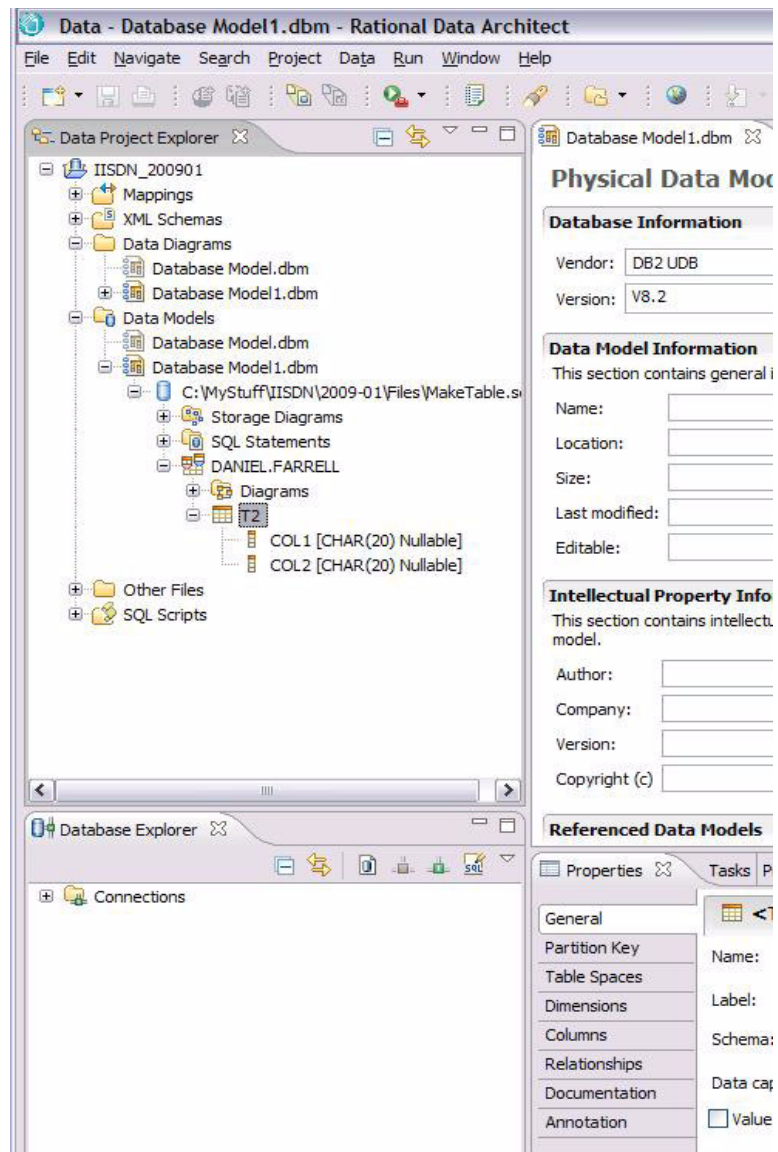 Data - Database Model1.dbm - Rational Data Architect
File Edit Navigate Search Project Data Run Window Help
Data Project Explorer
IISDN_200901
Mappings
XML Schemas
Data Diagrams
Database Model.dbm
Database Model1.dbm
Data Models
Database Model.dbm
Database Model1.dbm
C:\MyStuff\IISDN\2009-01\Files\MakeTable.s
Storage Diagrams
SQL Statements
DANIEL.FARRELL
Diagrams
T2
COL1 [CHAR(20) Nullable]
COL2 [CHAR(20) Nullable]
Other Files
SQL Scripts
Database Explorer
Connections
Database Model1.dbm
Physical Data Mod
Database Information
Vendor: DB2 UDB
Version: V8.2
Data Model Information
This section contains general i
Name:
Location:
Size:
Last modified:
Editable:
Intellectual Property Infor
This section contains intellectu
model.
Author:
Company:
Version:
Copyright (c)
Referenced Data Models
Properties Tasks P
General
Partition Key
Table Spaces
Dimensions
Columns
Relationships
Documentation
Annotation
<T
Name:
Label:
Schema:
Data cap
Value